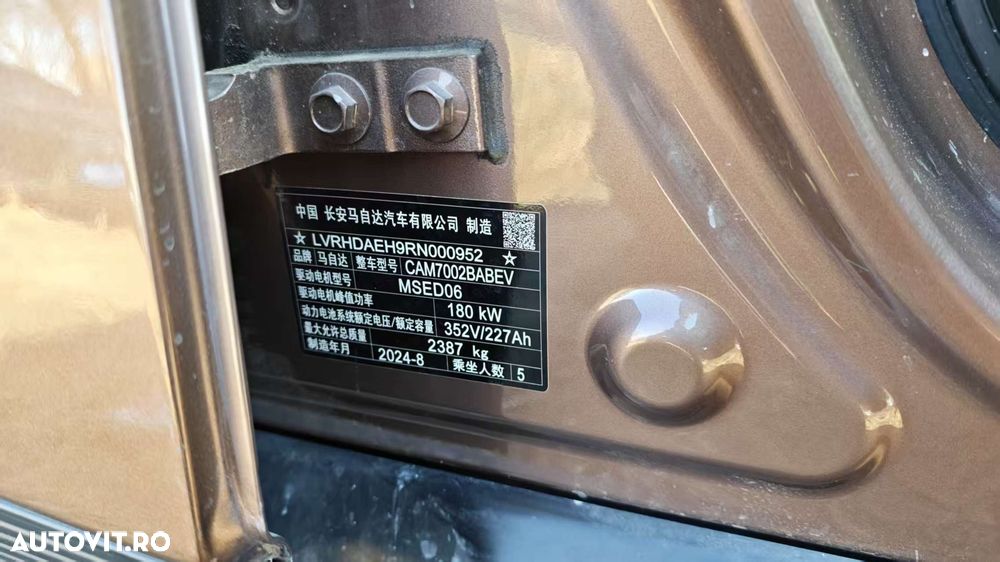 中国 长安马自达汽车有限公司 制造
☆ LVRHDAEH9RN000952 ☆
品牌 马自达 整车型号 CAM7002BABEV
驱动电机型号 MSED06
驱动电机峰值功率 180 kW
动力电池系统额定电压/额定容量 352V/227Ah
最大允许总质量 2387 kg
制造年月 2024-8 乘坐人数 5
AUTOVIT.RO